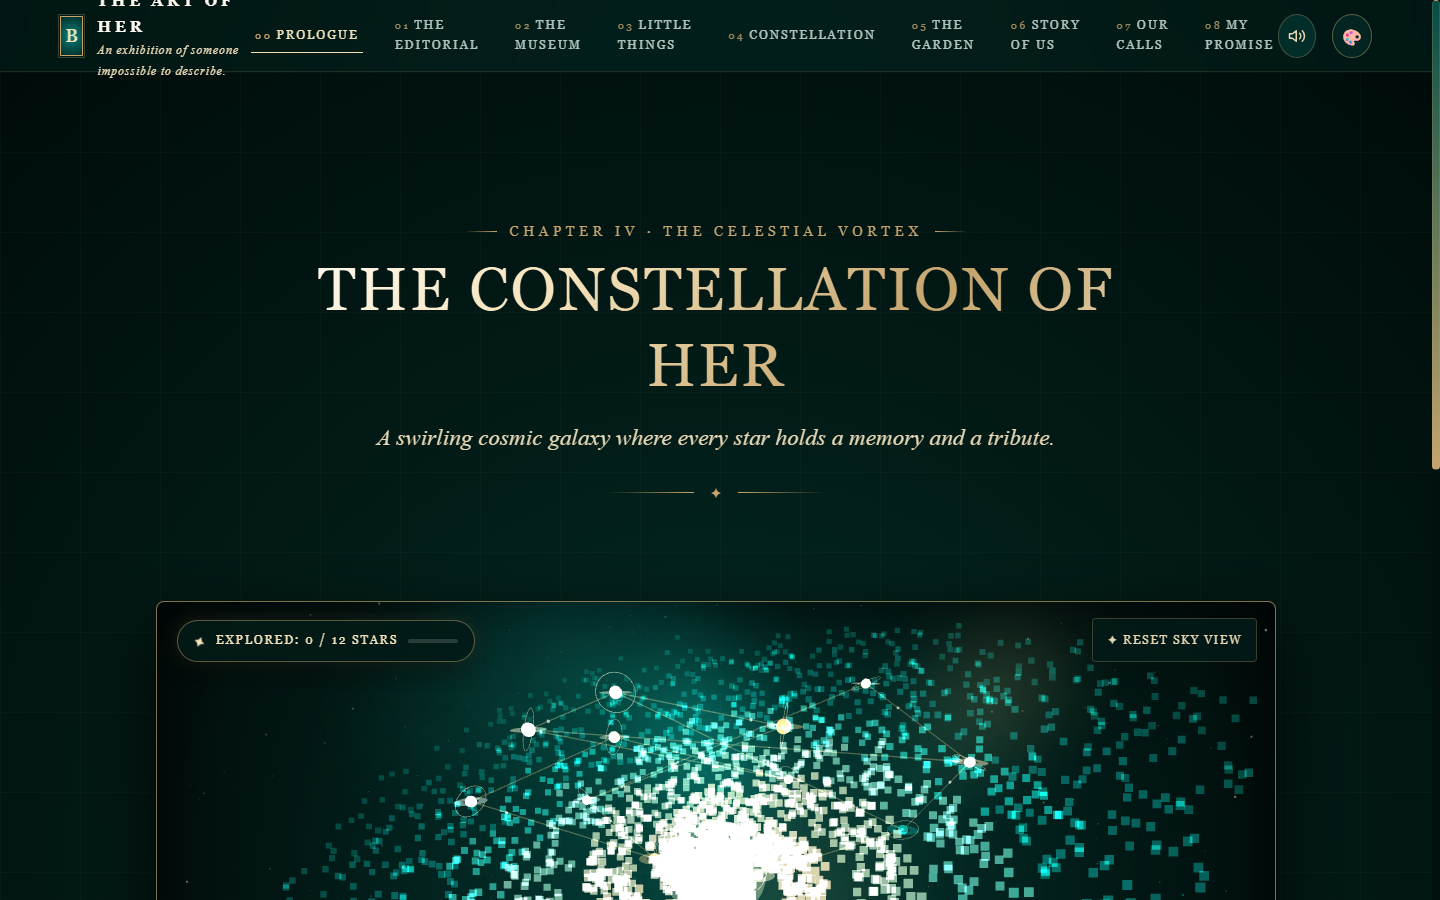 B
THE ART OF
HER
An exhibition of someone
impossible to describe.
00 PROLOGUE
01 THE
EDITORIAL
02 THE
MUSEUM
03 LITTLE
THINGS
04 CONSTELLATION
05 THE
GARDEN
06 STORY
OF US
07 OUR
CALLS
08 MY
PROMISE
CHAPTER IV · THE CELESTIAL VORTEX
THE CONSTELLATION OF
HER
A swirling cosmic galaxy where every star holds a memory and a tribute.
EXPLORED: 0 / 12 STARS
✦ RESET SKY VIEW